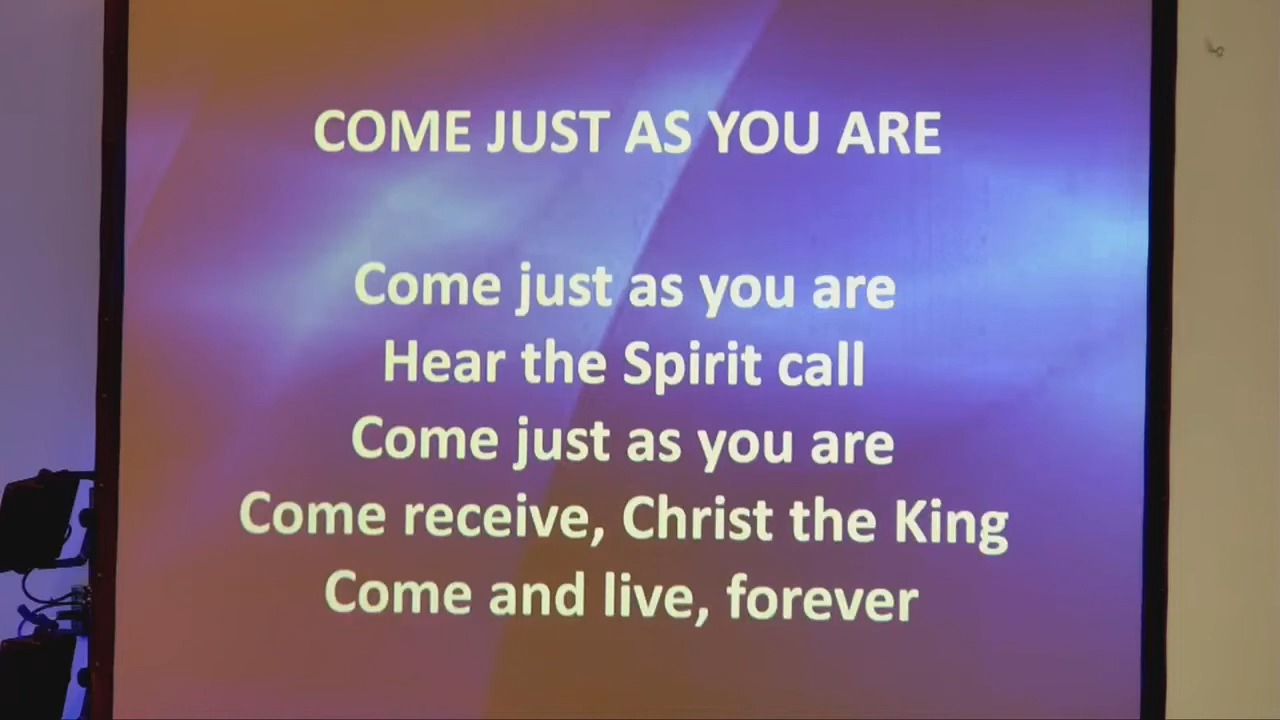 COME JUST AS YOU ARE
Come just as you are
Hear the Spirit call
Come just as you are
Come receive, Christ the King
Come and live, forever